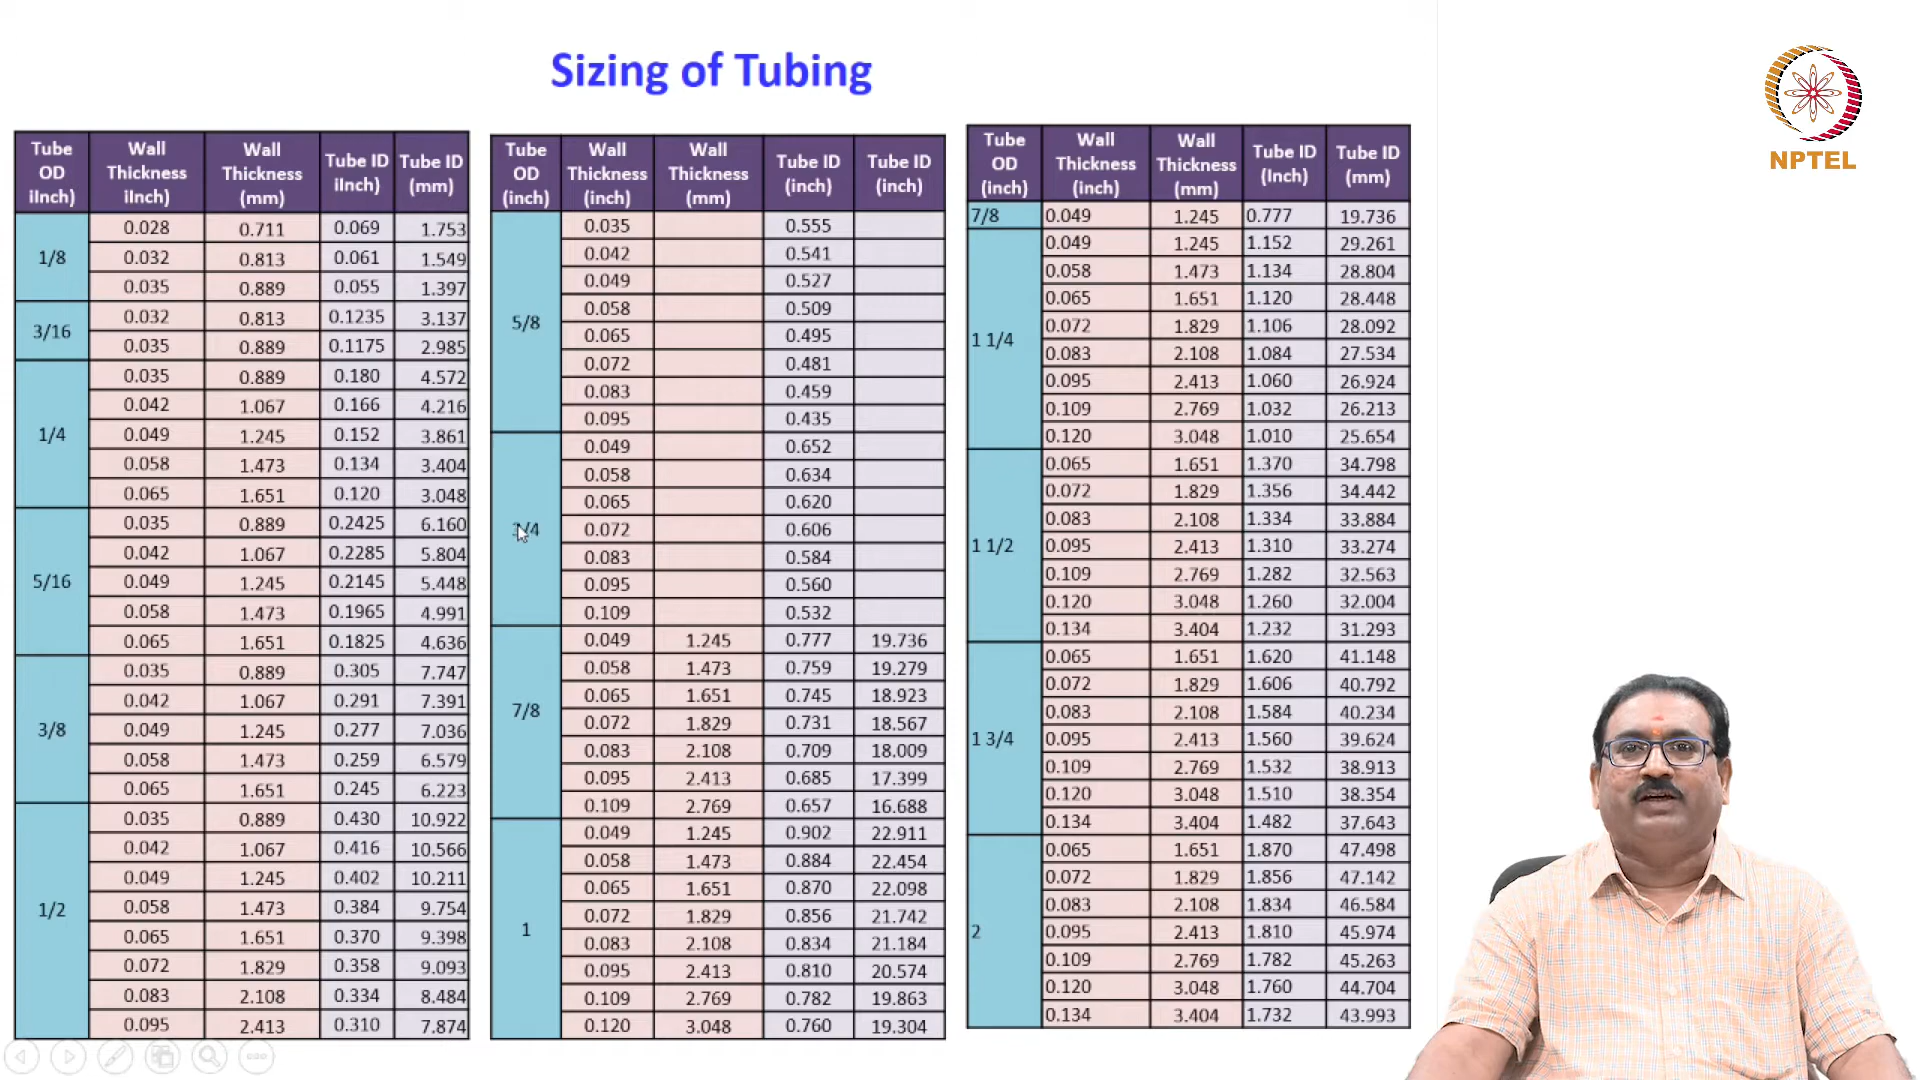 Sizing of Tubing
NPTEL
Tube OD iInch) Wall Thickness iInch) Wall Thickness (mm) Tube ID iInch) Tube ID (mm)
1/8 0.028 0.711 0.069 1.753
0.032 0.813 0.061 1.549
0.035 0.889 0.055 1.397
3/16 0.032 0.813 0.1235 3.137
0.035 0.889 0.1175 2.985
1/4 0.035 0.889 0.180 4.572
0.042 1.067 0.166 4.216
0.049 1.245 0.152 3.861
0.058 1.473 0.134 3.404
0.065 1.651 0.120 3.048
5/16 0.035 0.889 0.2425 6.160
0.042 1.067 0.2285 5.804
0.049 1.245 0.2145 5.448
0.058 1.473 0.1965 4.991
0.065 1.651 0.1825 4.636
3/8 0.035 0.889 0.305 7.747
0.042 1.067 0.291 7.391
0.049 1.245 0.277 7.036
0.058 1.473 0.259 6.579
0.065 1.651 0.245 6.223
1/2 0.035 0.889 0.430 10.922
0.042 1.067 0.416 10.566
0.049 1.245 0.402 10.211
0.058 1.473 0.384 9.754
0.065 1.651 0.370 9.398
0.072 1.829 0.358 9.093
0.083 2.108 0.334 8.484
0.095 2.413 0.310 7.874
Tube OD (inch) Wall Thickness (inch) Wall Thickness (mm) Tube ID (inch) Tube ID (inch)
5/8 0.035 0.555
0.042 0.541
0.049 0.527
0.058 0.509
0.065 0.495
0.072 0.481
0.083 0.459
0.095 0.435
3/4 0.049 0.652
0.058 0.634
0.065 0.620
0.072 0.606
0.083 0.584
0.095 0.560
0.109 0.532
7/8 0.049 1.245 0.777 19.736
0.058 1.473 0.759 19.279
0.065 1.651 0.745 18.923
0.072 1.829 0.731 18.567
0.083 2.108 0.709 18.009
0.095 2.413 0.685 17.399
0.109 2.769 0.657 16.688
1 0.049 1.245 0.902 22.911
0.058 1.473 0.884 22.454
0.065 1.651 0.870 22.098
0.072 1.829 0.856 21.742
0.083 2.108 0.834 21.184
0.095 2.413 0.810 20.574
0.109 2.769 0.782 19.863
0.120 3.048 0.760 19.304
Tube OD (inch) Wall Thickness (inch) Wall Thickness (mm) Tube ID (Inch) Tube ID (mm)
7/8 0.049 1.245 0.777 19.736
1 1/4 0.049 1.245 1.152 29.261
0.058 1.473 1.134 28.804
0.065 1.651 1.120 28.448
0.072 1.829 1.106 28.092
0.083 2.108 1.084 27.534
0.095 2.413 1.060 26.924
0.109 2.769 1.032 26.213
0.120 3.048 1.010 25.654
1 1/2 0.065 1.651 1.370 34.798
0.072 1.829 1.356 34.442
0.083 2.108 1.334 33.884
0.095 2.413 1.310 33.274
0.109 2.769 1.282 32.563
0.120 3.048 1.260 32.004
0.134 3.404 1.232 31.293
1 3/4 0.065 1.651 1.620 41.148
0.072 1.829 1.606 40.792
0.083 2.108 1.584 40.234
0.095 2.413 1.560 39.624
0.109 2.769 1.532 38.913
0.120 3.048 1.510 38.354
0.134 3.404 1.482 37.643
2 0.065 1.651 1.870 47.498
0.072 1.829 1.856 47.142
0.083 2.108 1.834 46.584
0.095 2.413 1.810 45.974
0.109 2.769 1.782 45.263
0.120 3.048 1.760 44.704
0.134 3.404 1.732 43.993